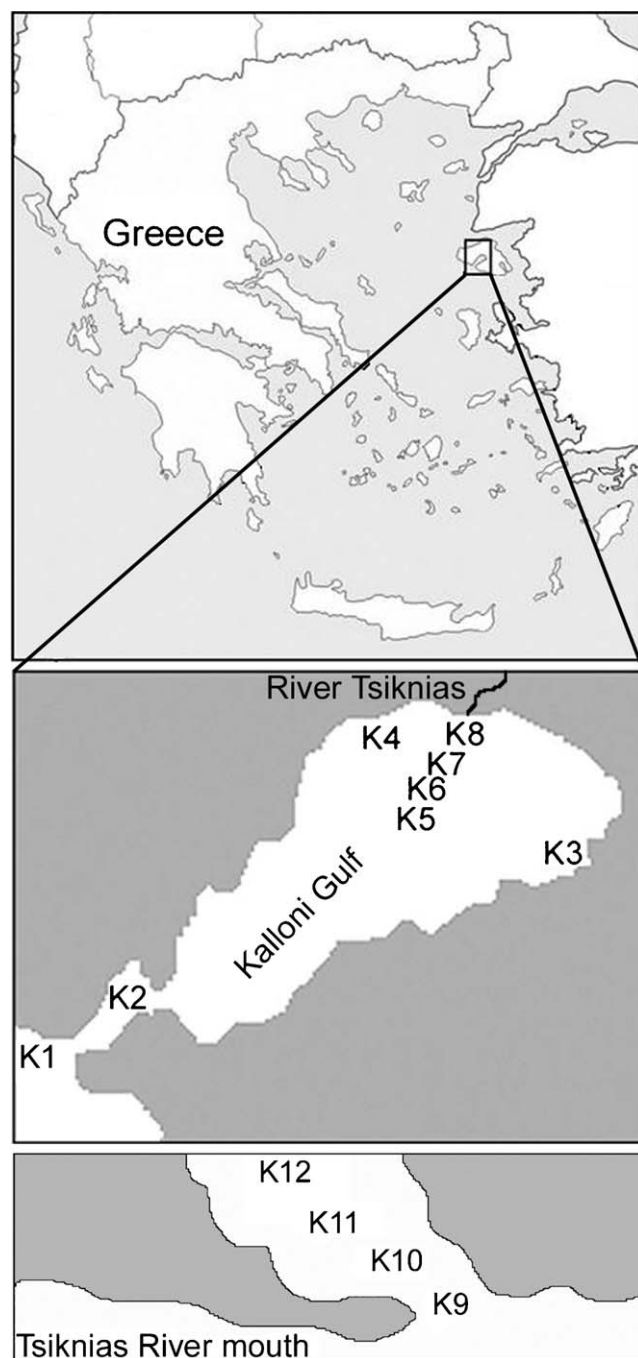 Greece
River Tsiknias
K4
K8
K7
K6
K5
K3
Kalloni Gulf
K2
K1
K12
K11
K10
K9
Tsiknias River mouth